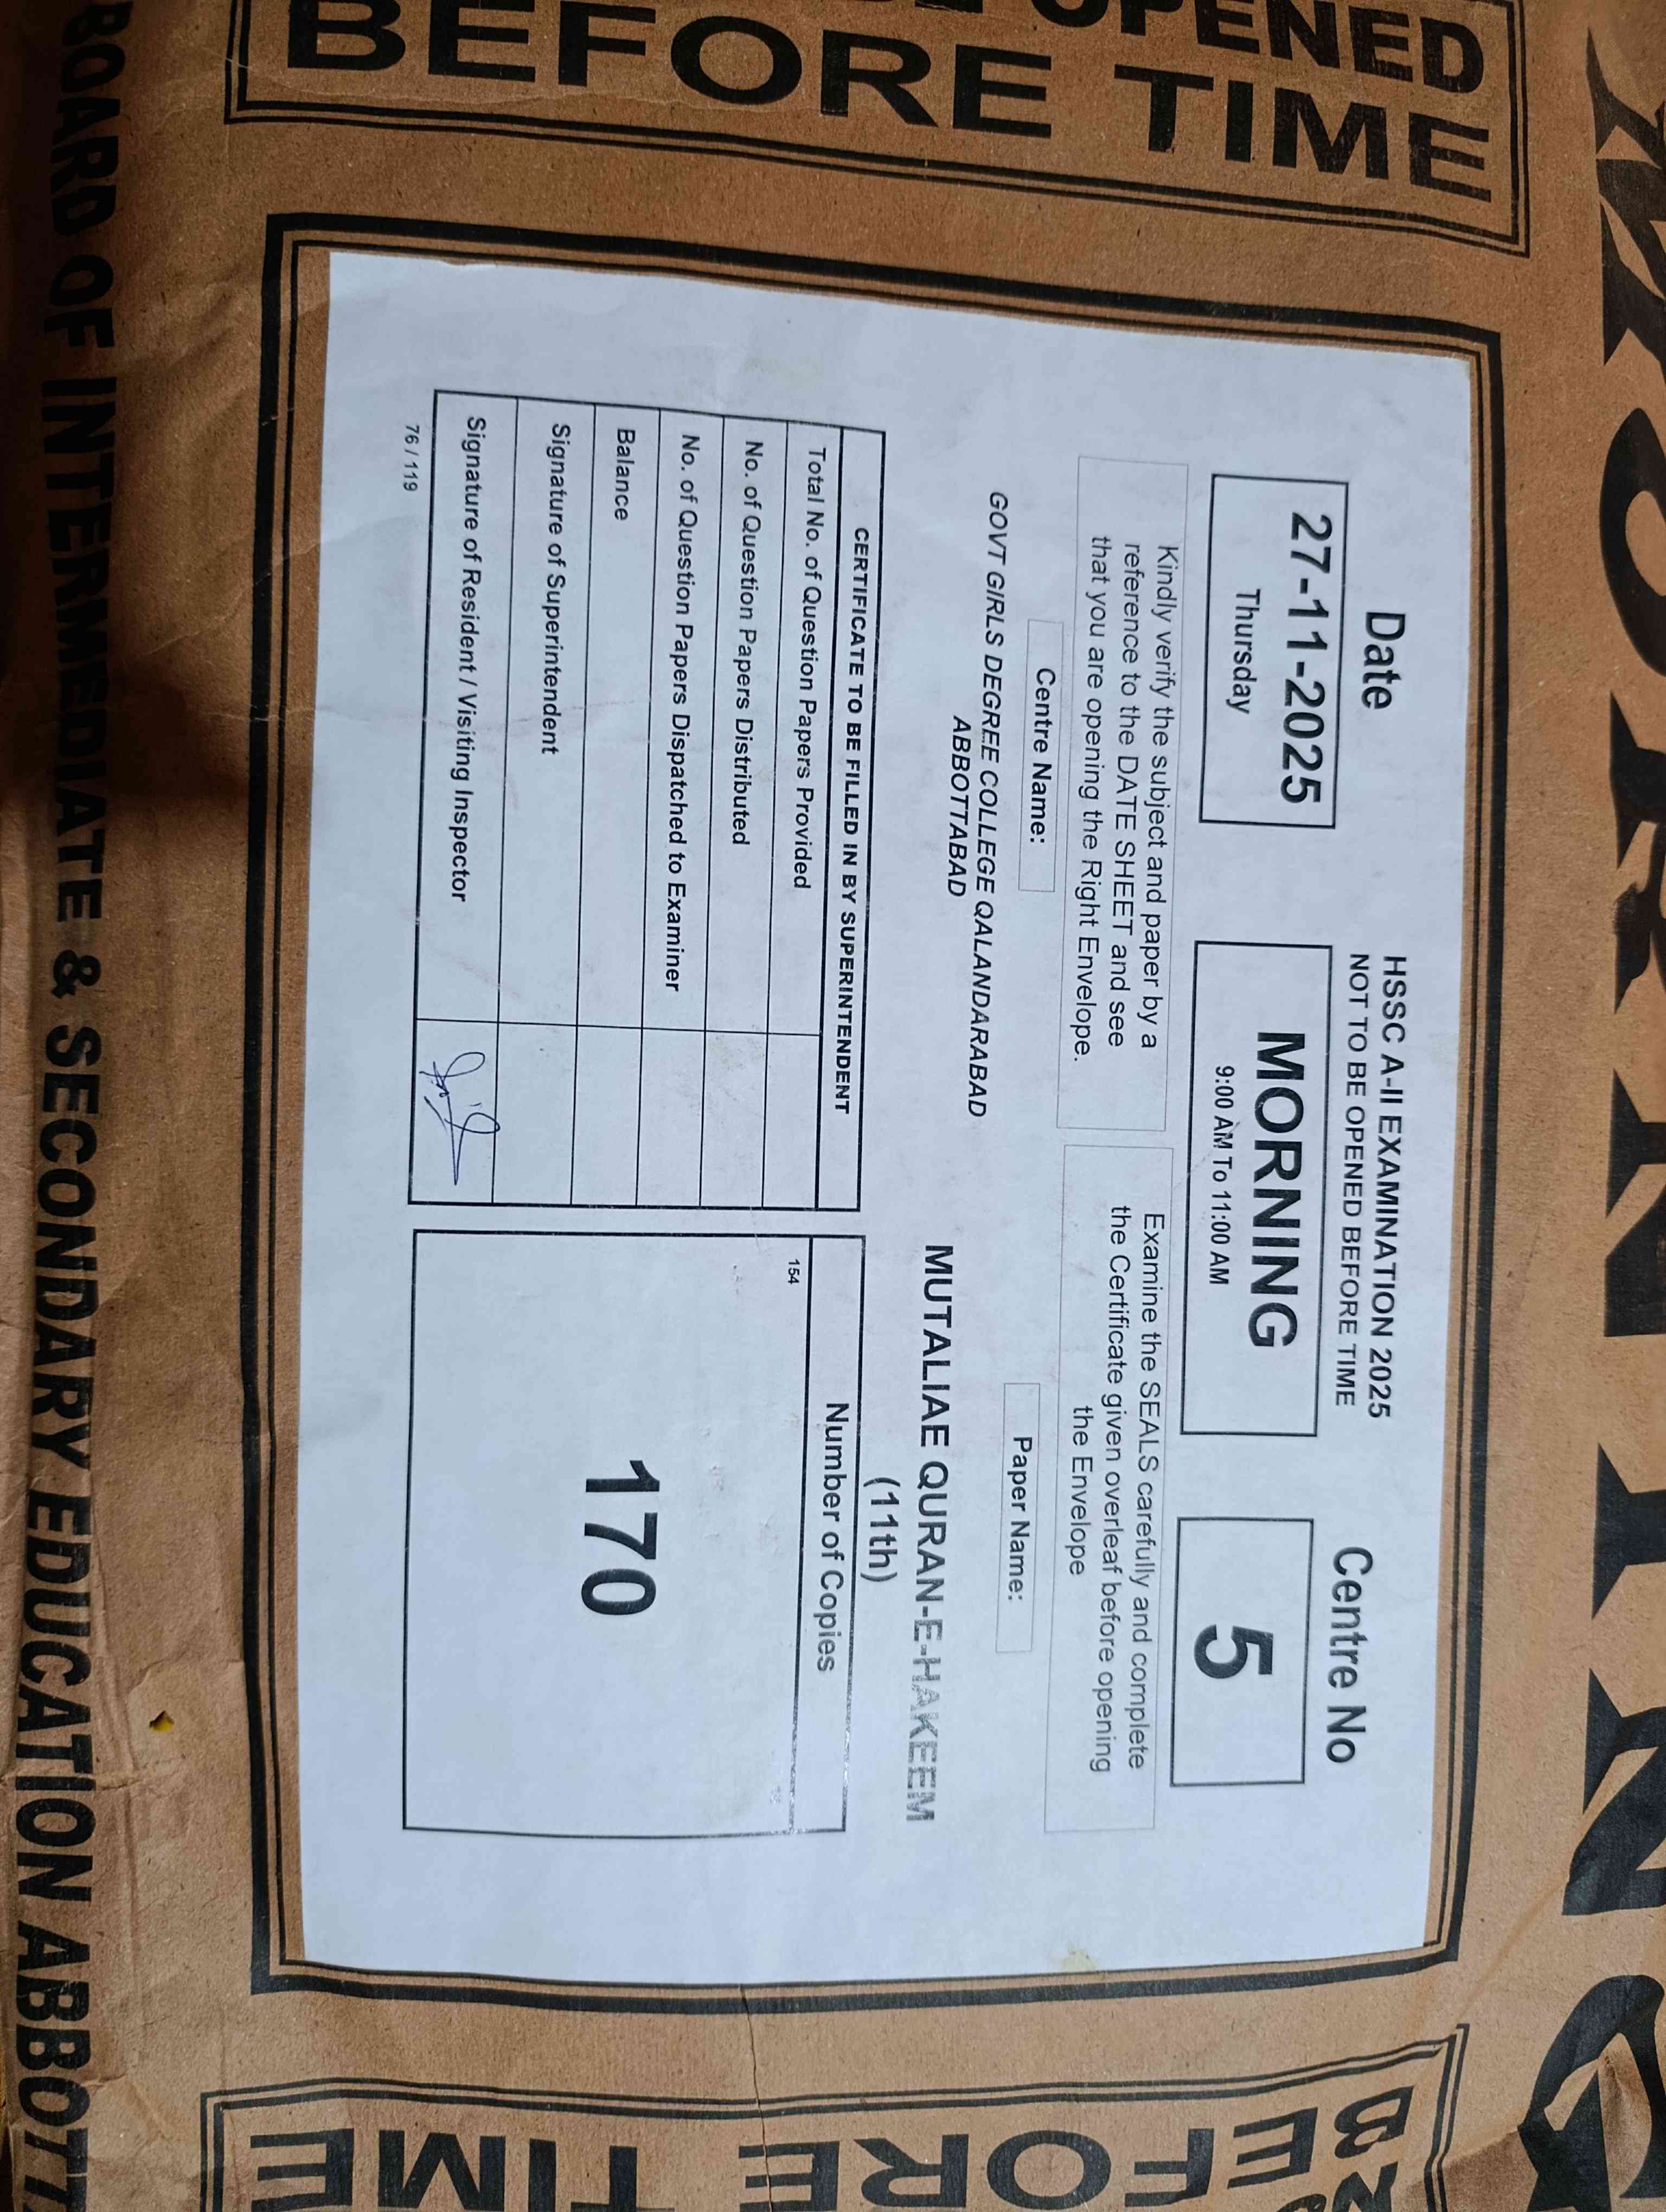 MORNING
OPENED
BEFORE TIME
Date
27-11-2025
Thursday
HSSC A-II EXAMINATION 2025
NOT TO BE OPENED BEFORE TIME
MORNING
9:00 AM To 11:00 AM
Centre No
5
Kindly verify the subject and paper by a
reference to the DATE SHEET and see
that you are opening the Right Envelope.
Examine the SEALS carefully and complete
the Certificate given overleaf before opening
the Envelope
Centre Name:
GOVT GIRLS DEGREE COLLEGE QALANDARABAD
ABBOTTABAD
Paper Name:
MUTALIAE QURAN-E-HAKEEM
(11th)
CERTIFICATE TO BE FILLED IN BY SUPERINTENDENT
Total No. of Question Papers Provided
No. of Question Papers Distributed
No. of Question Papers Dispatched to Examiner
Balance
Signature of Superintendent
Signature of Resident / Visiting Inspector
76 / 119
Number of Copies
154
170
BEFORE
TIME
BOARD OF INTERMEDIATE & SECONDARY EDUCATION ABBOTT